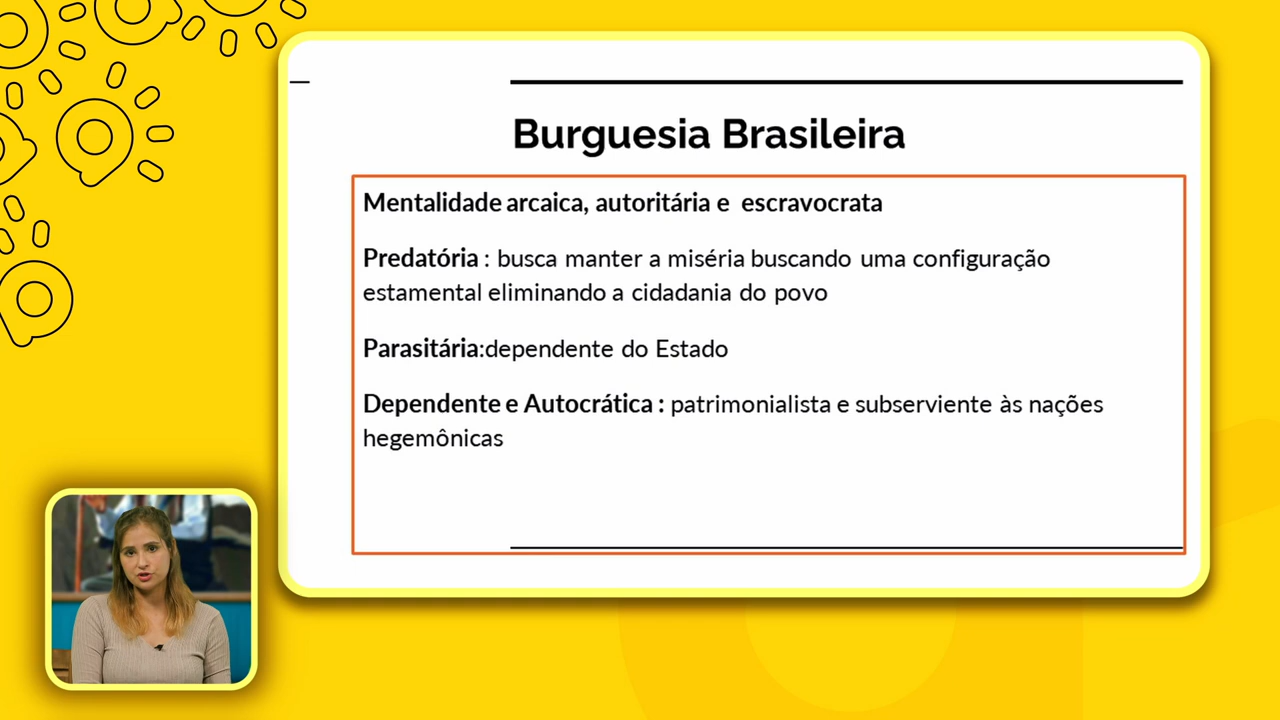 Burguesia Brasileira
Mentalidade arcaica, autoritária e escravocrata
Predatória : busca manter a miséria buscando uma configuração
estamental eliminando a cidadania do povo
Parasitária:dependente do Estado
Dependente e Autocrática : patrimonialista e subserviente às nações
hegemônicas